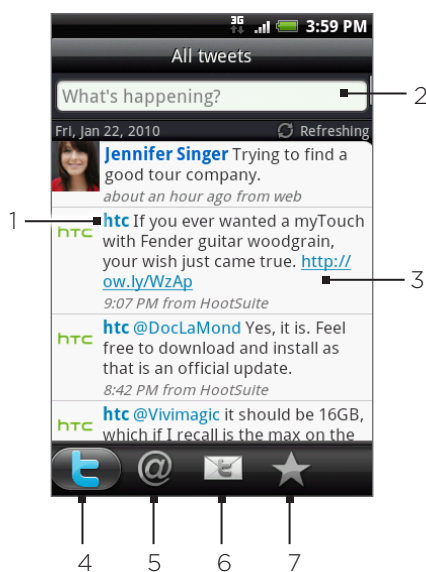 3G
3:59 PM
All tweets
What's happening?
2
Fri, Jan 22, 2010 Refreshing
Jennifer Singer Trying to find a
good tour company.
about an hour ago from web
1
htc
htc If you ever wanted a myTouch
with Fender guitar woodgrain,
your wish just came true. http://
ow.ly/WzAp
3
9:07 PM from HootSuite
htc
htc @DocLaMond Yes, it is. Feel
free to download and install as
that is an official update.
8:42 PM from HootSuite
htc
htc @Vivimagic it should be 16GB,
which if I recall is the max on the
t @ t
4 5 6 7